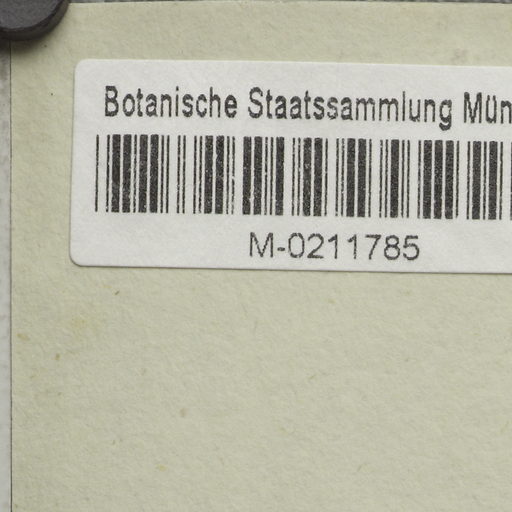 Botanische Staatssammlung Mün
M-0211785